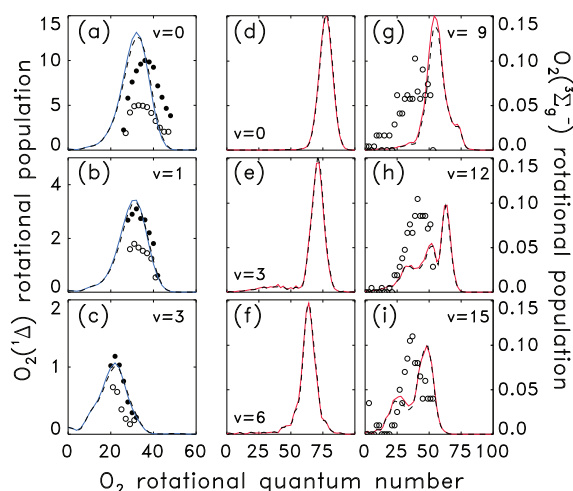 (a) v=0
(b) v=1
(c) v=3
(d) v=0
(e) v=3
(f) v=6
(g) v= 9
(h) v=12
(i) v=15
15
10
5
0
4
2
0
2
1
0
0.15
0.10
0.05
0.00
0.15
0.10
0.05
0.00
0.15
0.10
0.05
0.00
0 20 40 60
0 25 50 75
0 25 50 75 100
O₂(¹Δ) rotational population
O₂(³Σg⁻) rotational population
O₂ rotational quantum number